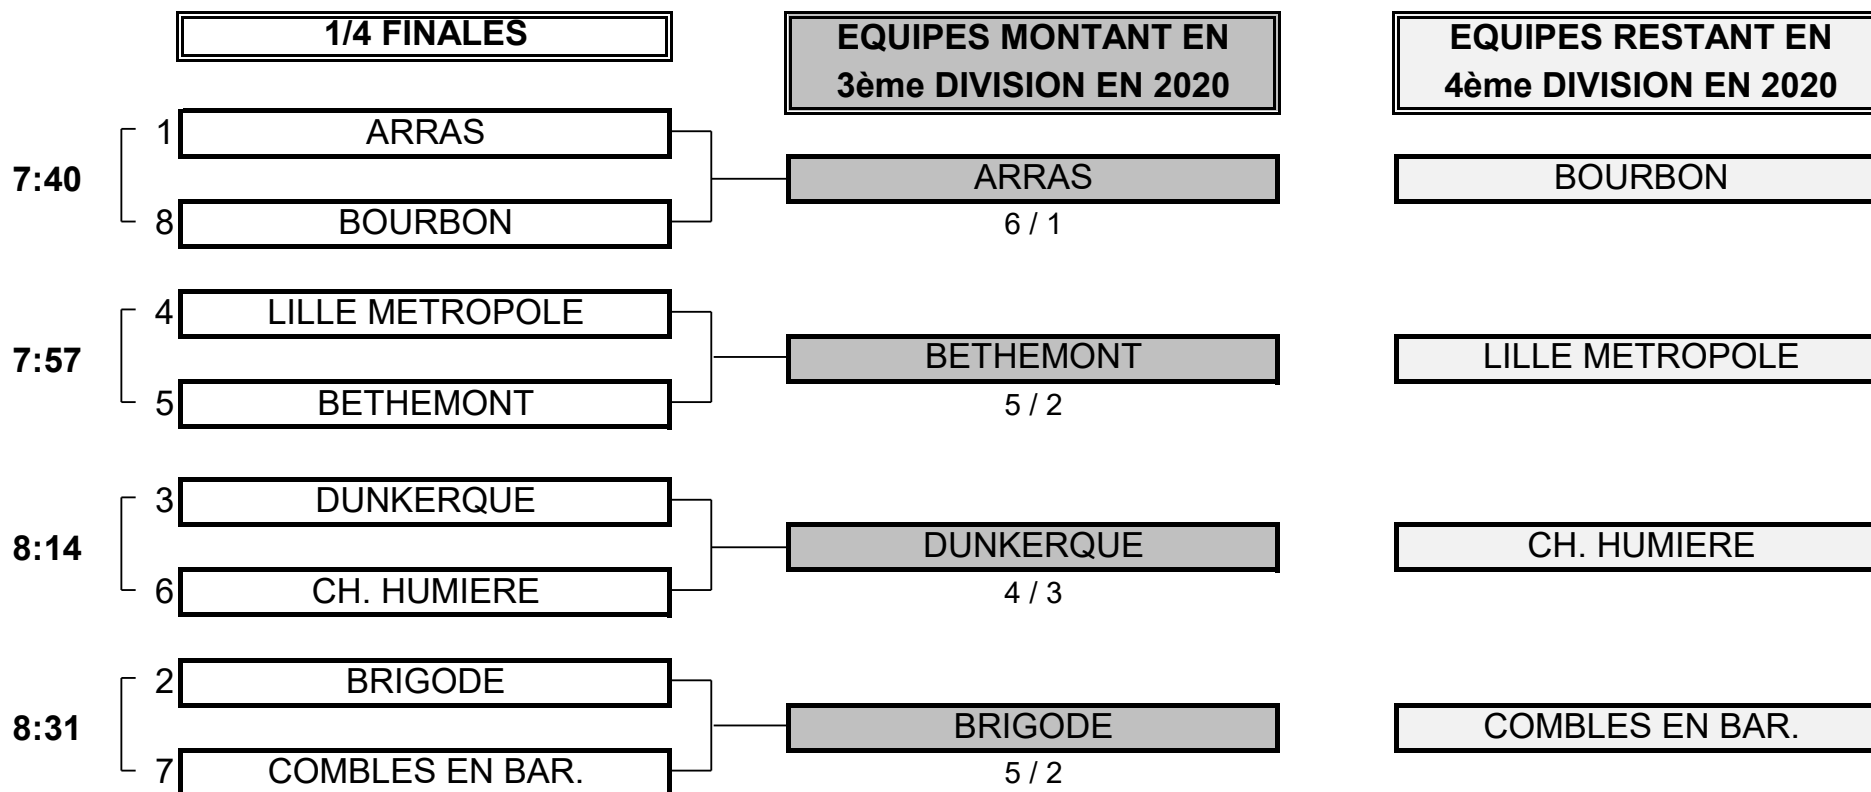 1/4 FINALES
EQUIPES MONTANT EN
3ème DIVISION EN 2020
EQUIPES RESTANT EN
4ème DIVISION EN 2020
7:40
1 ARRAS
8 BOURBON
ARRAS
6 / 1
BOURBON
7:57
4 LILLE METROPOLE
5 BETHEMONT
BETHEMONT
5 / 2
LILLE METROPOLE
8:14
3 DUNKERQUE
6 CH. HUMIERE
DUNKERQUE
4 / 3
CH. HUMIERE
8:31
2 BRIGODE
7 COMBLES EN BAR.
BRIGODE
5 / 2
COMBLES EN BAR.